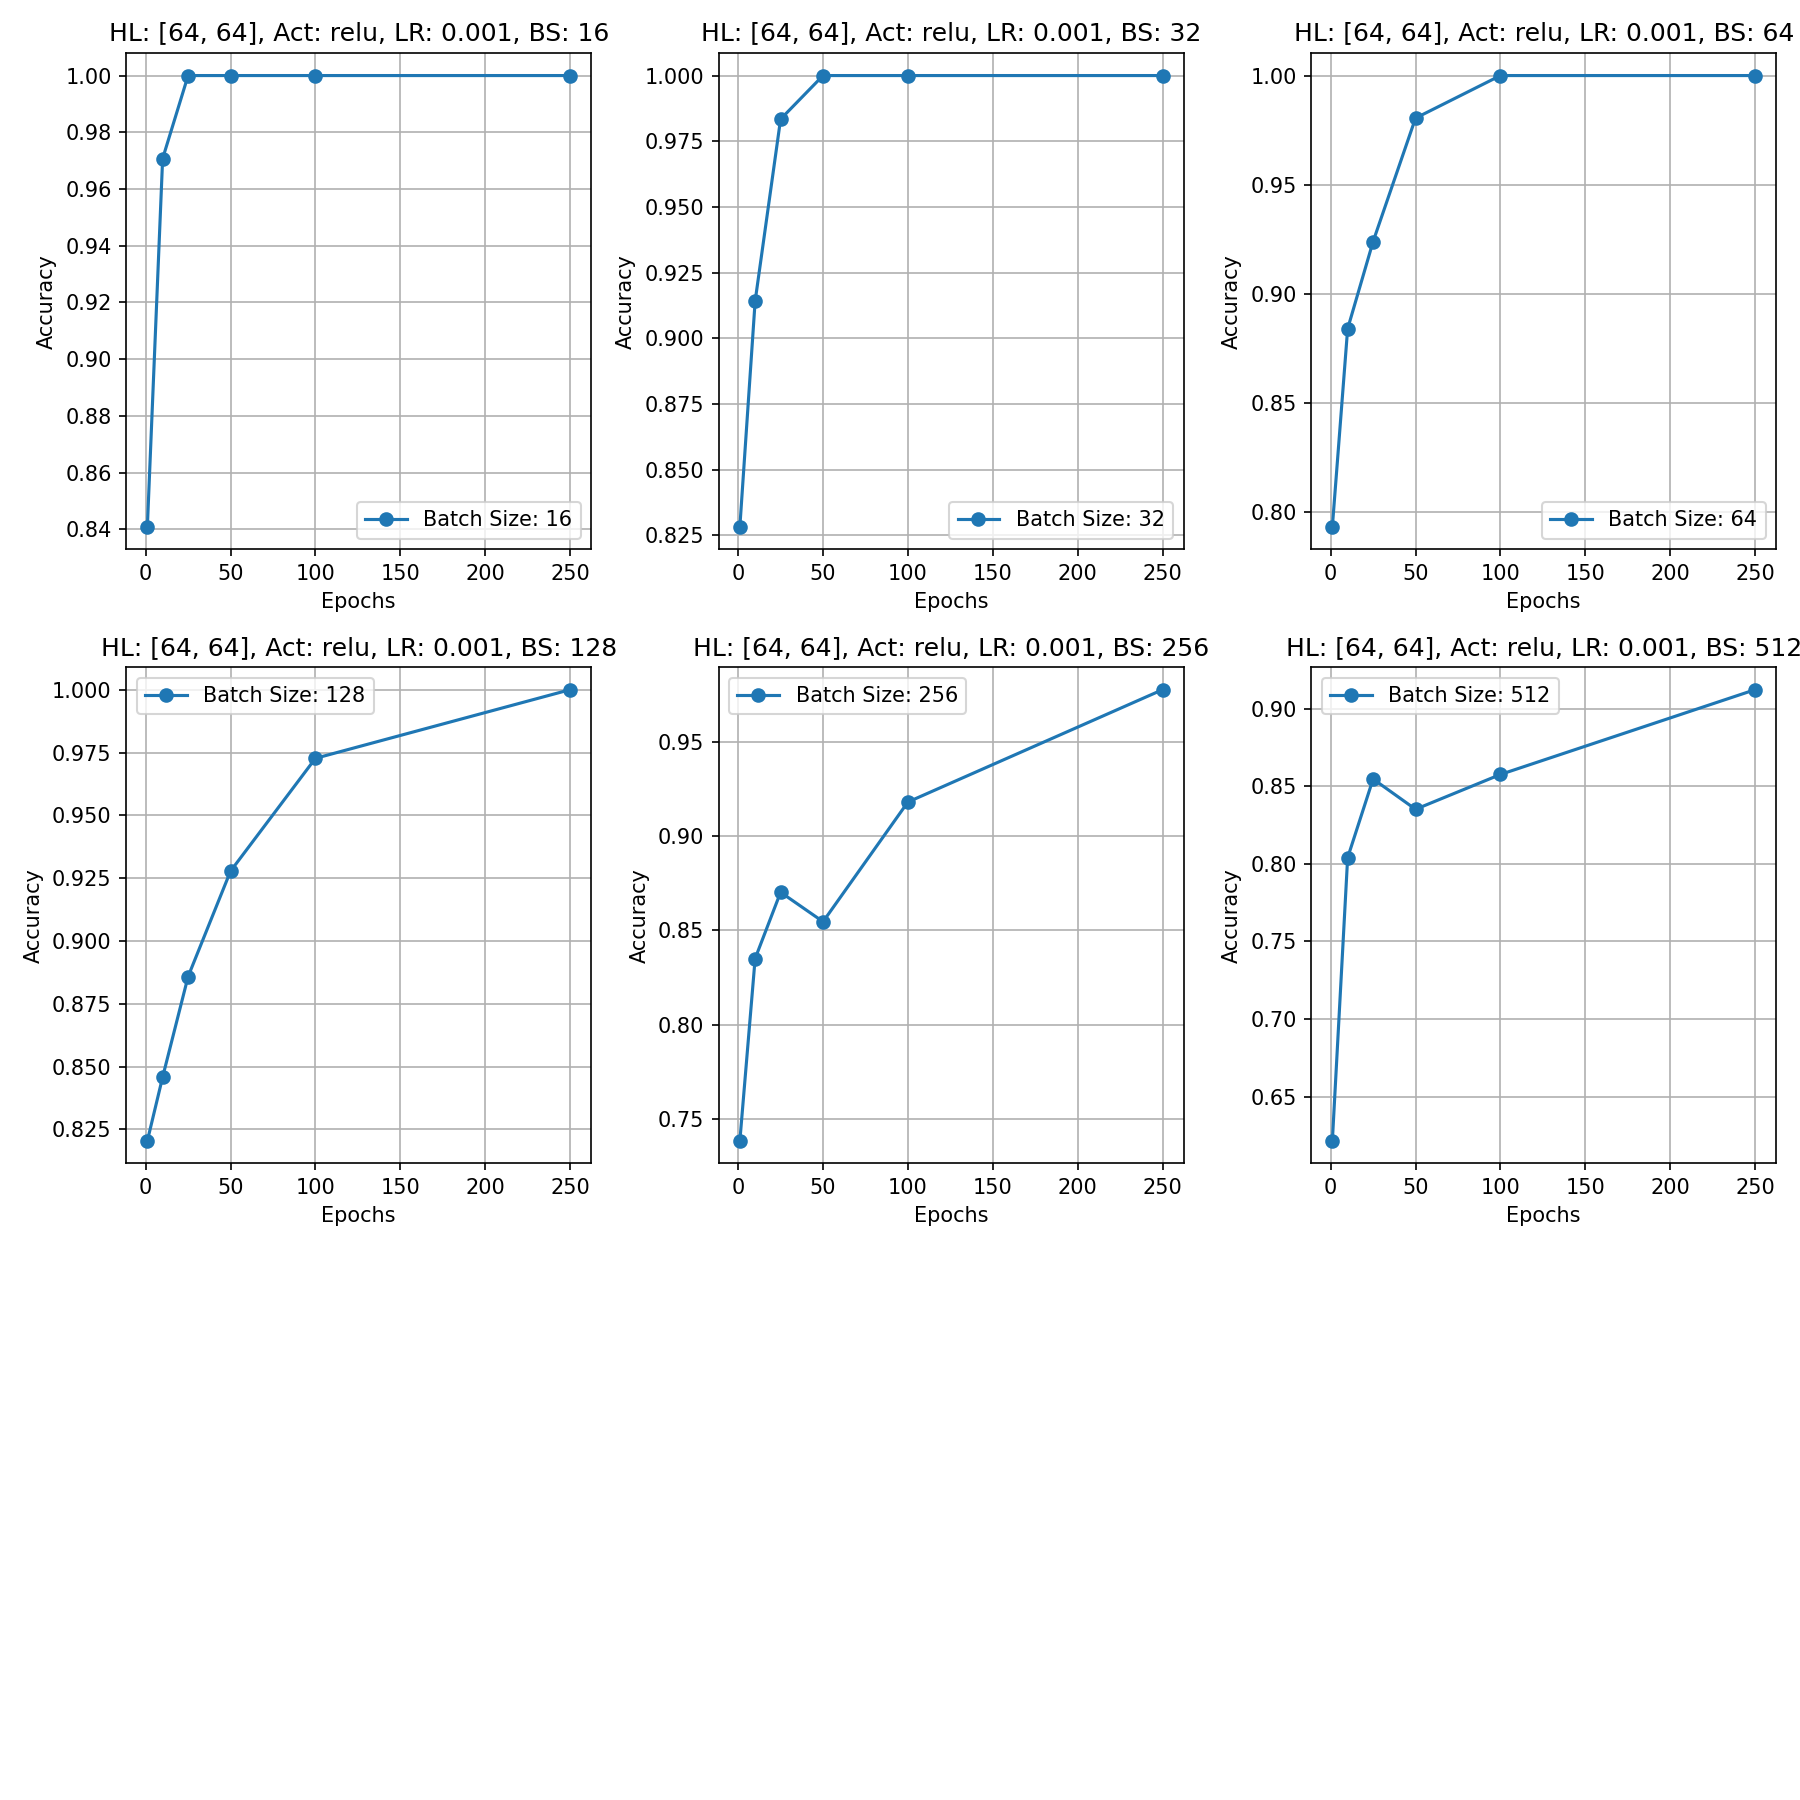 HL: [64, 64], Act: relu, LR: 0.001, BS: 16
1.00
0.98
0.96
0.94
0.92
0.90
0.88
0.86
0.84
Accuracy
Batch Size: 16
0 50 100 150 200 250
Epochs
HL: [64, 64], Act: relu, LR: 0.001, BS: 32
1.000
0.975
0.950
0.925
0.900
0.875
0.850
0.825
Accuracy
Batch Size: 32
0 50 100 150 200 250
Epochs
HL: [64, 64], Act: relu, LR: 0.001, BS: 64
1.00
0.95
0.90
0.85
0.80
Accuracy
Batch Size: 64
0 50 100 150 200 250
Epochs
HL: [64, 64], Act: relu, LR: 0.001, BS: 128
Batch Size: 128
1.000
0.975
0.950
0.925
0.900
0.875
0.850
0.825
Accuracy
0 50 100 150 200 250
Epochs
HL: [64, 64], Act: relu, LR: 0.001, BS: 256
Batch Size: 256
0.95
0.90
0.85
0.80
0.75
Accuracy
0 50 100 150 200 250
Epochs
HL: [64, 64], Act: relu, LR: 0.001, BS: 512
Batch Size: 512
0.90
0.85
0.80
0.75
0.70
0.65
Accuracy
0 50 100 150 200 250
Epochs